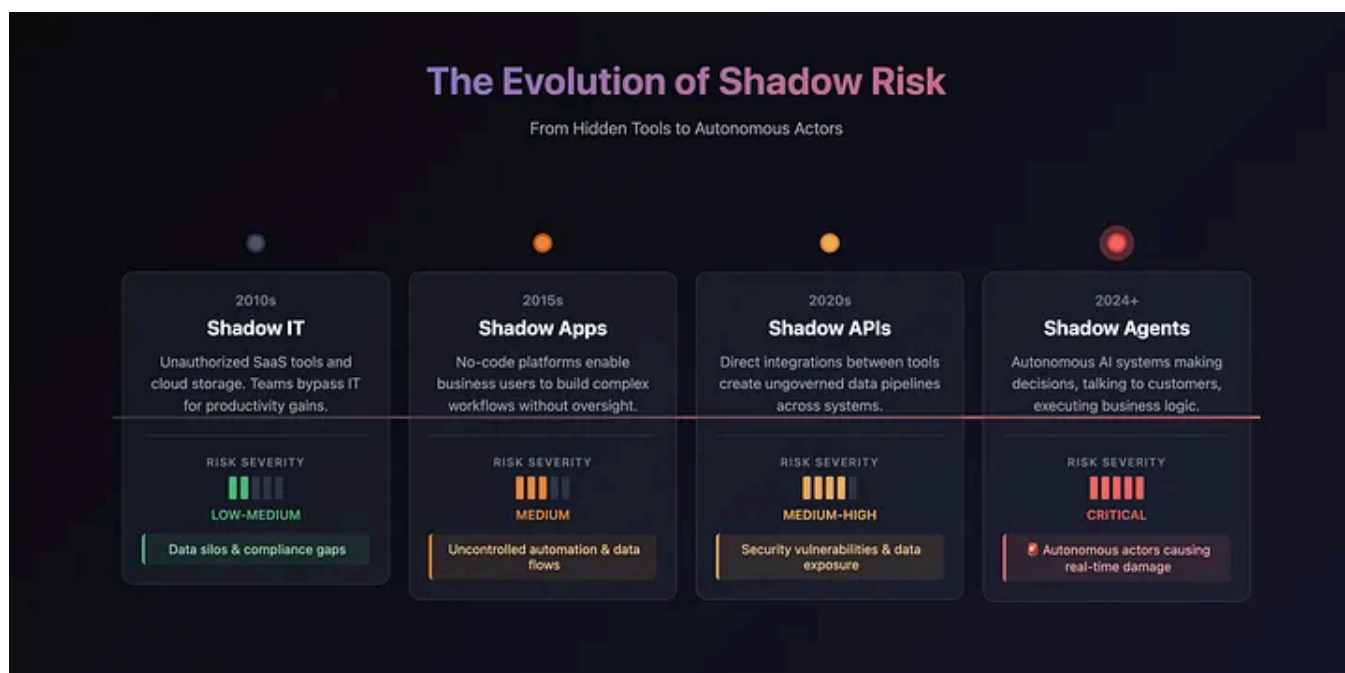 The Evolution of Shadow Risk
From Hidden Tools to Autonomous Actors
2010s
Shadow IT
Unauthorized SaaS tools and
cloud storage. Teams bypass IT
for productivity gains.
RISK SEVERITY
LOW-MEDIUM
Data silos & compliance gaps
2015s
Shadow Apps
No-code platforms enable
business users to build complex
workflows without oversight.
RISK SEVERITY
MEDIUM
Uncontrolled automation & data
flows
2020s
Shadow APIs
Direct integrations between tools
create ungoverned data pipelines
across systems.
RISK SEVERITY
MEDIUM-HIGH
Security vulnerabilities & data
exposure
2024+
Shadow Agents
Autonomous AI systems making
decisions, talking to customers,
executing business logic.
RISK SEVERITY
CRITICAL
🚨 Autonomous actors causing
real-time damage